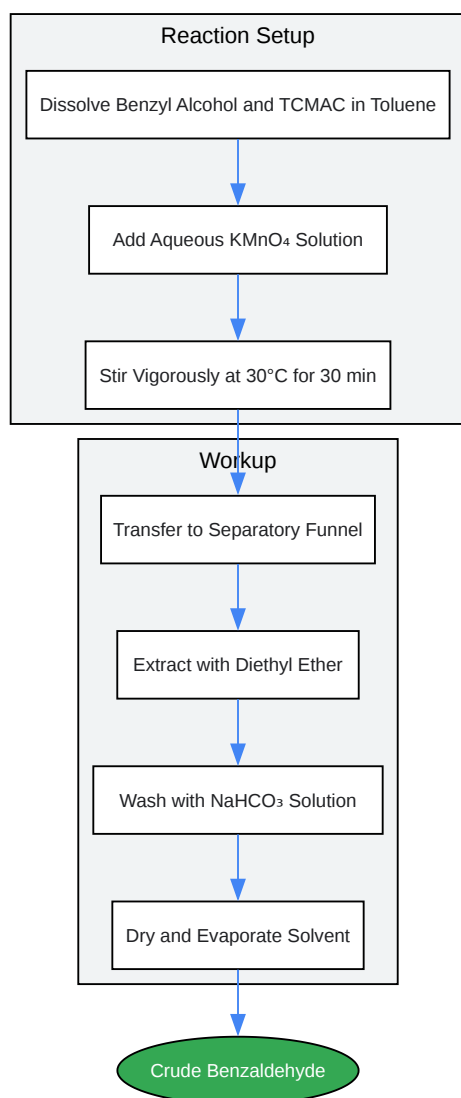 Reaction Setup
Dissolve Benzyl Alcohol and TCMAC in Toluene
Add Aqueous KMnO₄ Solution
Stir Vigorously at 30°C for 30 min
Workup
Transfer to Separatory Funnel
Extract with Diethyl Ether
Wash with NaHCO₃ Solution
Dry and Evaporate Solvent
Crude Benzaldehyde